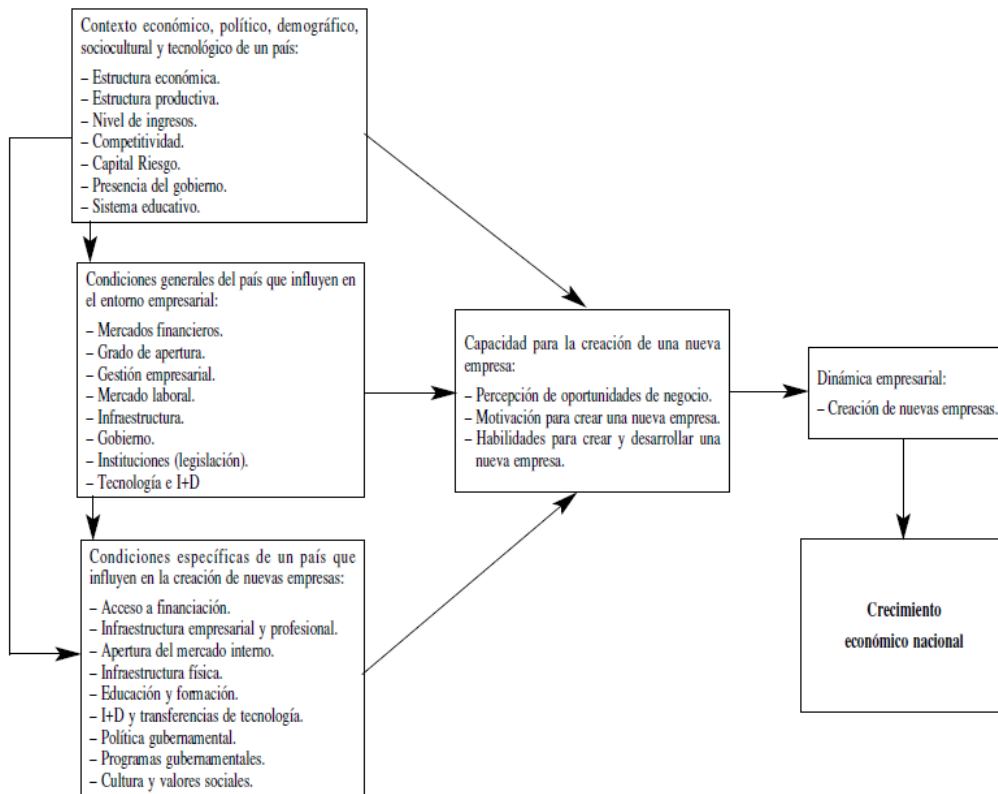 Contexto económico, político, demográfico,
sociocultural y tecnológico de un país:
– Estructura económica.
– Estructura productiva.
– Nivel de ingresos.
– Competitividad.
– Capital Riesgo.
– Presencia del gobierno.
– Sistema educativo.
Condiciones generales del país que influyen en
el entorno empresarial:
– Mercados financieros.
– Grado de apertura.
– Gestión empresarial.
– Mercado laboral.
– Infraestructura.
– Gobierno.
– Instituciones (legislación).
– Tecnología e I+D
Condiciones específicas de un país que
influyen en la creación de nuevas empresas:
– Acceso a financiación.
– Infraestructura empresarial y profesional.
– Apertura del mercado interno.
– Infraestructura física.
– Educación y formación.
– I+D y transferencias de tecnología.
– Política gubernamental.
– Programas gubernamentales.
– Cultura y valores sociales.
Capacidad para la creación de una nueva
empresa:
– Percepción de oportunidades de negocio.
– Motivación para crear una nueva empresa.
– Habilidades para crear y desarrollar una
nueva empresa.
Dinámica empresarial:
– Creación de nuevas empresas.
Crecimiento
económico nacional